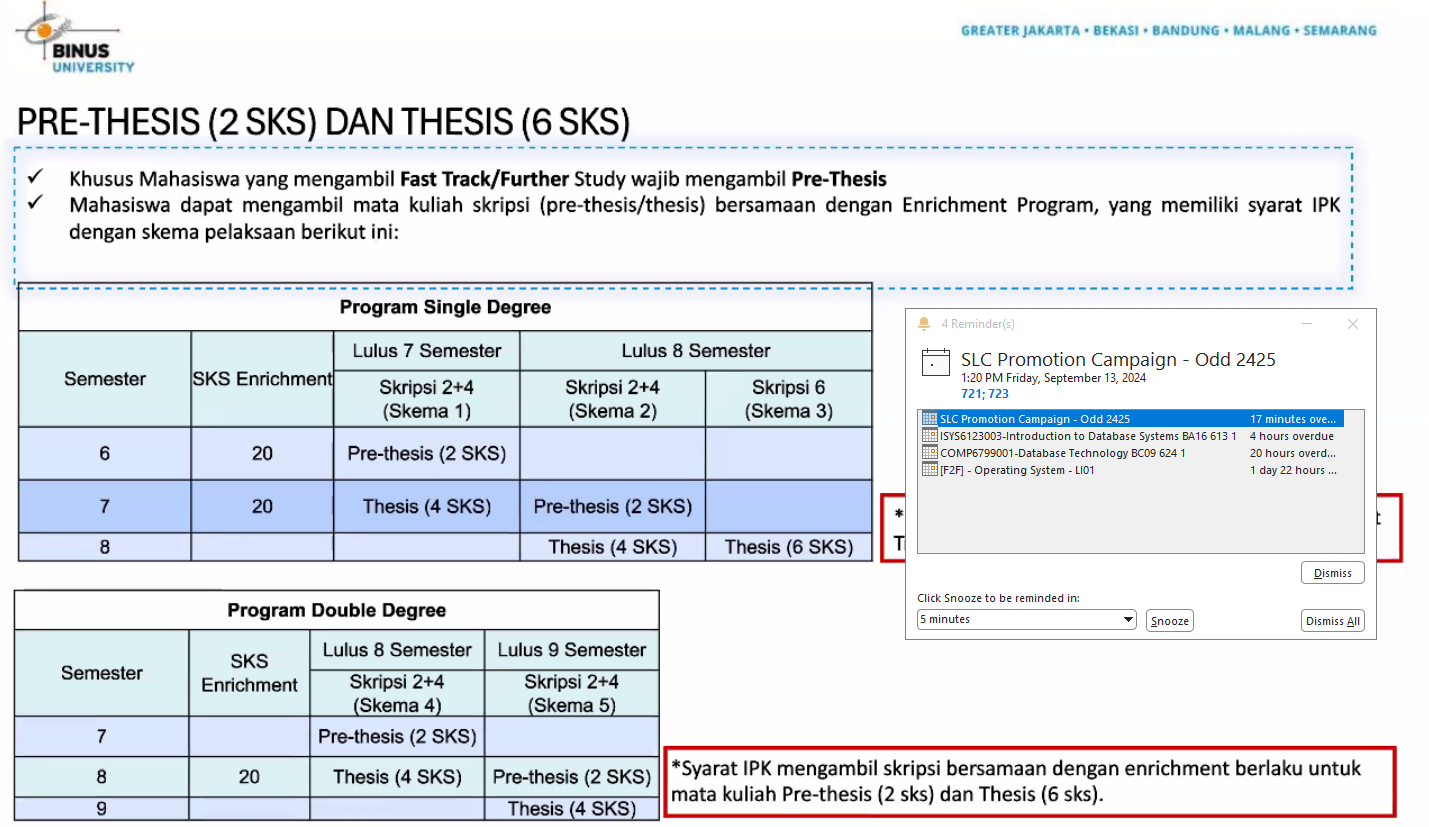 BINUS
UNIVERSITY
GREATER JAKARTA • BEKASI • BANDUNG • MALANG • SEMARANG
PRE-THESIS (2 SKS) DAN THESIS (6 SKS)
✓ Khusus Mahasiswa yang mengambil Fast Track/Further Study wajib mengambil Pre-Thesis
✓ Mahasiswa dapat mengambil mata kuliah skripsi (pre-thesis/thesis) bersamaan dengan Enrichment Program, yang memiliki syarat IPK
dengan skema pelaksaan berikut ini:
Program Single Degree
Semester SKS Enrichment Lulus 7 Semester Lulus 8 Semester
Skripsi 2+4 Skripsi 2+4 Skripsi 6
(Skema 1) (Skema 2) (Skema 3)
6 20 Pre-thesis (2 SKS)
7 20 Thesis (4 SKS) Pre-thesis (2 SKS)
8 Thesis (4 SKS) Thesis (6 SKS)
*
4 Reminder(s)
SLC Promotion Campaign - Odd 2425
1:20 PM Friday, September 13, 2024
721; 723
SLC Promotion Campaign - Odd 2425 17 minutes ove...
ISYS6123003-Introduction to Database Systems BA16 613 1 4 hours overdue
COMP6799001-Database Technology BC09 624 1 20 hours overd...
[F2F] - Operating System - LI01 1 day 22 hours ...
Dismiss
Click Snooze to be reminded in:
5 minutes Snooze Dismiss All
Program Double Degree
Semester SKS Lulus 8 Semester Lulus 9 Semester
Enrichment Skripsi 2+4 Skripsi 2+4
(Skema 4) (Skema 5)
7 Pre-thesis (2 SKS)
8 20 Thesis (4 SKS) Pre-thesis (2 SKS)
9 Thesis (4 SKS)
*Syarat IPK mengambil skripsi bersamaan dengan enrichment berlaku untuk
mata kuliah Pre-thesis (2 sks) dan Thesis (6 sks).